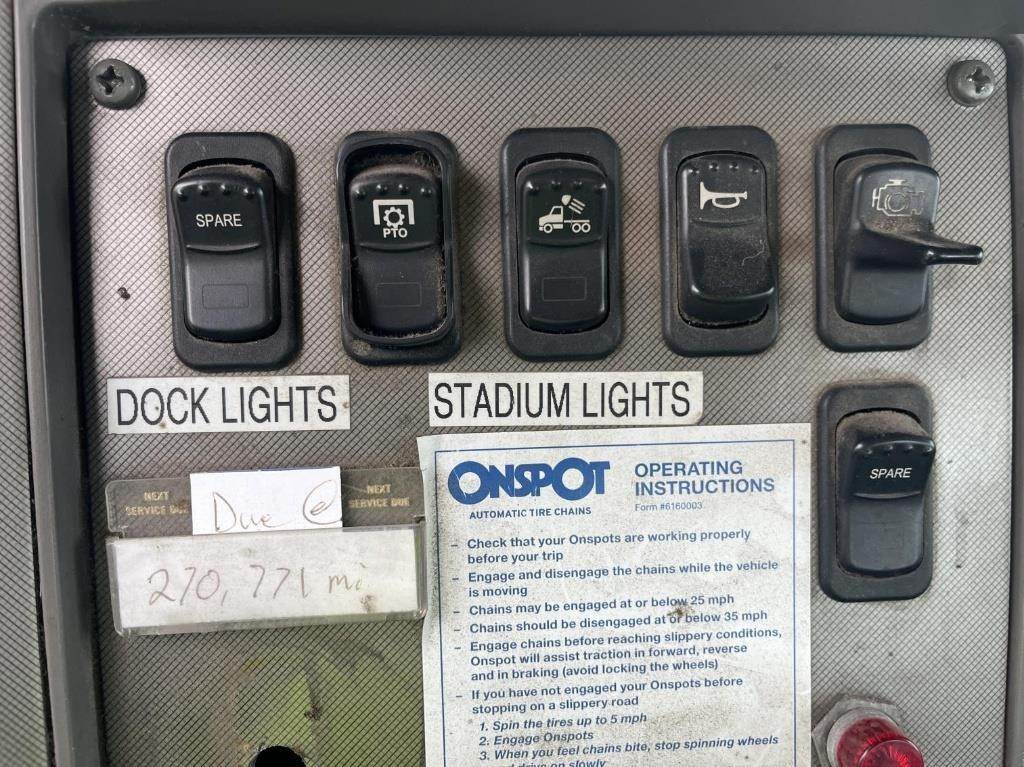 SPARE
PTO
DOCK LIGHTS
STADIUM LIGHTS
SPARE
NEXT
SERVICE DUE
Due @
NEXT
SERVICE DUE
270,771 mi
ONSPOT
AUTOMATIC TIRE CHAINS
OPERATING
INSTRUCTIONS
Form #6160003
– Check that your Onspots are working properly
before your trip
– Engage and disengage the chains while the vehicle
is moving
– Chains may be engaged at or below 25 mph
– Chains should be disengaged at or below 35 mph
– Engage chains before reaching slippery conditions,
Onspot will assist traction in forward, reverse
and in braking (avoid locking the wheels)
– If you have not engaged your Onspots before
stopping on a slippery road
1. Spin the tires up to 5 mph
2. Engage Onspots
3. When you feel chains bite, stop spinning wheels
and drive on slowly